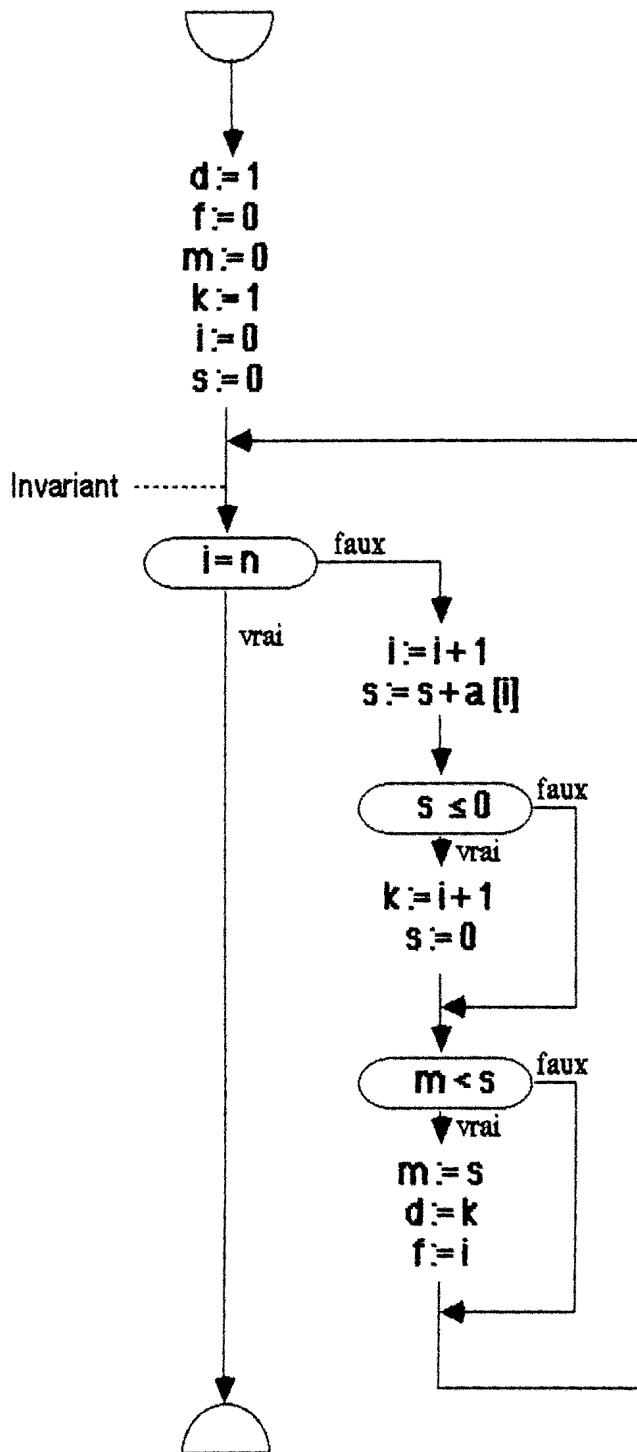 d := 1
f := 0
m := 0
k := 1
i := 0
s := 0
Invariant
i = n
faux
vrai
i := i + 1
s := s + a [i]
s ≤ 0
faux
vrai
k := i + 1
s := 0
m < s
faux
vrai
m := s
d := k
f := i